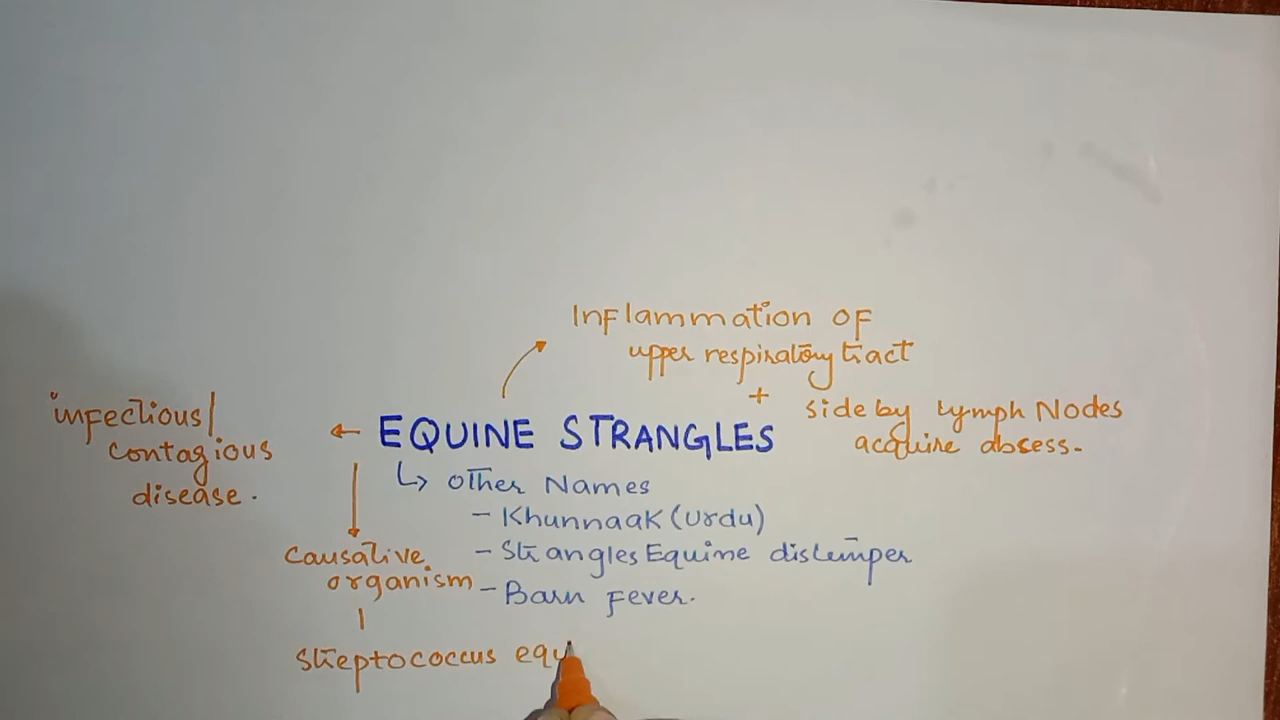 Inflammation of
upper respiratory tract
+
side by lymph Nodes
acquire abscess.
infectious/
contagious
disease.
← EQUINE STRANGLES
↳ other Names
- Khunnaak (Urdu)
- Strangles Equine distemper
- Barn Fever.
Causative
organism
Streptococcus equ